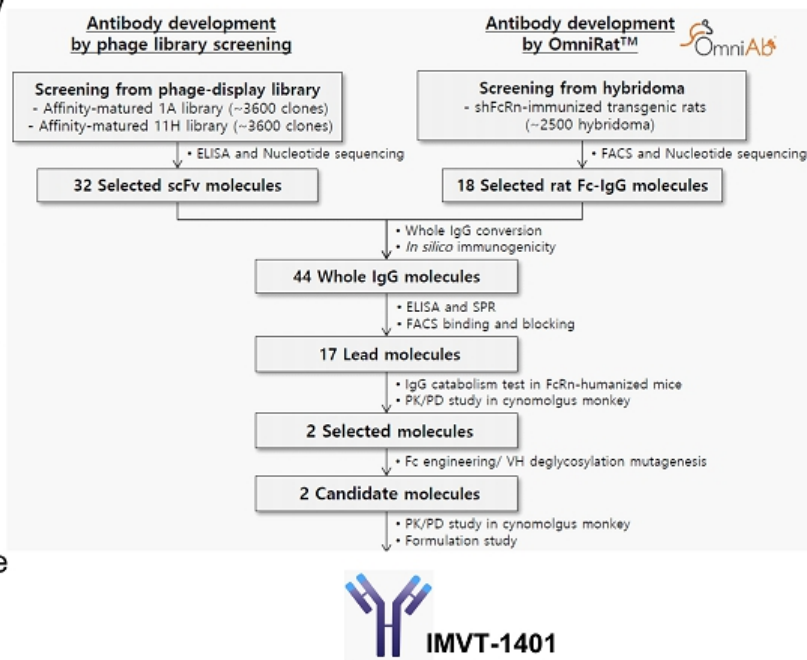 Antibody development
by phage library screening
Antibody development
by OmniRat™
OmniAb
Screening from phage-display library
- Affinity-matured 1A library (~3600 clones)
- Affinity-matured 11H library (~3600 clones)
Screening from hybridoma
- shFcRn-immunized transgenic rats
(~2500 hybridoma)
• ELISA and Nucleotide sequencing
• FACS and Nucleotide sequencing
32 Selected scFv molecules
18 Selected rat Fc-IgG molecules
• Whole IgG conversion
• In silico immunogenicity
44 Whole IgG molecules
• ELISA and SPR
• FACS binding and blocking
17 Lead molecules
• IgG catabolism test in FcRn-humanized mice
• PK/PD study in cynomolgus monkey
2 Selected molecules
• Fc engineering/ VH deglycosylation mutagenesis
2 Candidate molecules
• PK/PD study in cynomolgus monkey
• Formulation study
e
IMVT-1401